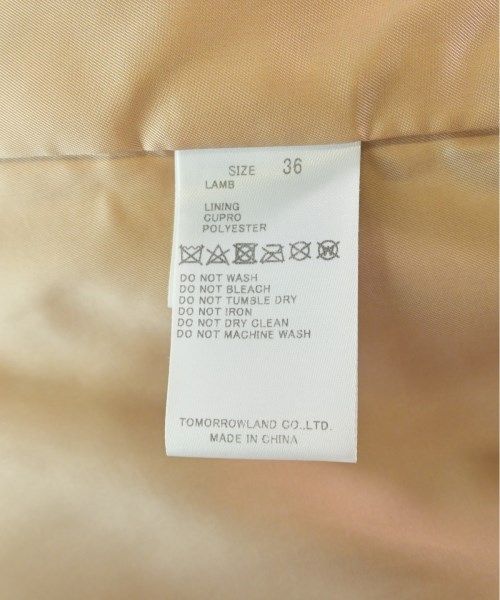 SIZE 36
LAMB
LINING
CUPRO
POLYESTER
DO NOT WASH
DO NOT BLEACH
DO NOT TUMBLE DRY
DO NOT IRON
DO NOT DRY CLEAN
DO NOT MACHINE WASH
TOMORROWLAND CO.,LTD.
MADE IN CHINA